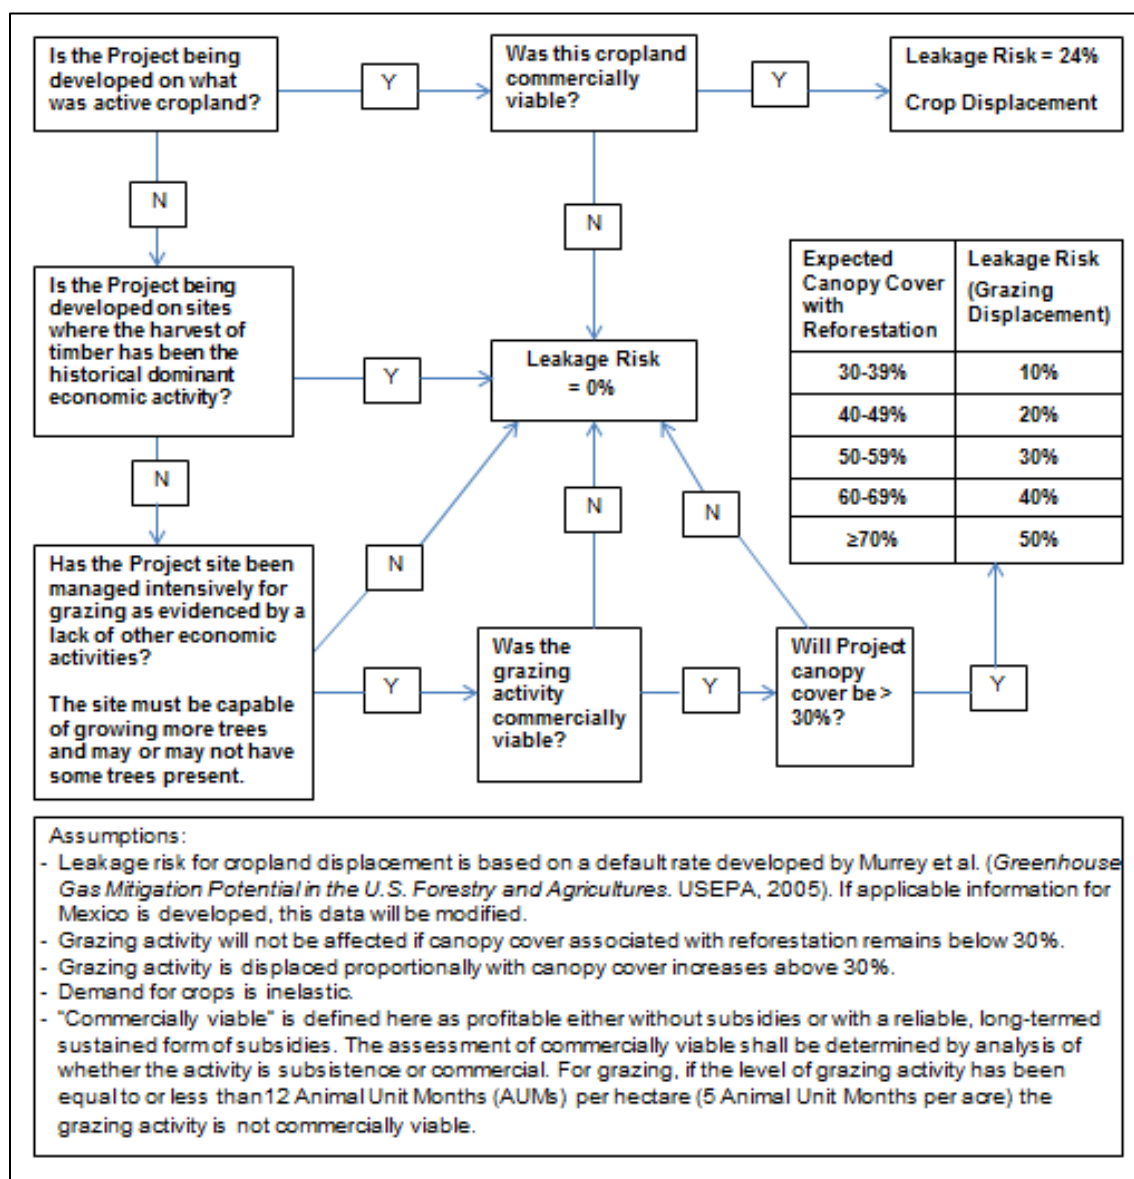 Is the Project being
developed on what
was active cropland?
Y
Was this cropland
commercially
viable?
Y
Leakage Risk = 24%
Crop Displacement
N
N
Is the Project being
developed on sites
where the harvest of
timber has been the
historical dominant
economic activity?
Y
Leakage Risk
= 0%
Expected
Canopy Cover
with
Reforestation
Leakage Risk
(Grazing
Displacement)
30-39% 10%
40-49% 20%
50-59% 30%
60-69% 40%
≥70% 50%
N
N
N
N
Has the Project site been
managed intensively for
grazing as evidenced by a
lack of other economic
activities?
The site must be capable
of growing more trees
and may or may not have
some trees present.
Y
Was the
grazing
activity
commercially
viable?
Y
Will Project
canopy
cover be >
30%?
Y
Assumptions:
- Leakage risk for cropland displacement is based on a default rate developed by Murrey et al. (Greenhouse
Gas Mitigation Potential in the U.S. Forestry and Agricultures. USEPA, 2005). If applicable information for
Mexico is developed, this data will be modified.
- Grazing activity will not be affected if canopy cover associated with reforestation remains below 30%.
- Grazing activity is displaced proportionally with canopy cover increases above 30%.
- Demand for crops is inelastic.
- "Commercially viable" is defined here as profitable either without subsidies or with a reliable, long-termed
sustained form of subsidies. The assessment of commercially viable shall be determined by analysis of
whether the activity is subsistence or commercial. For grazing, if the level of grazing activity has been
equal to or less than 12 Animal Unit Months (AUMs) per hectare (5 Animal Unit Months per acre) the
grazing activity is not commercially viable.